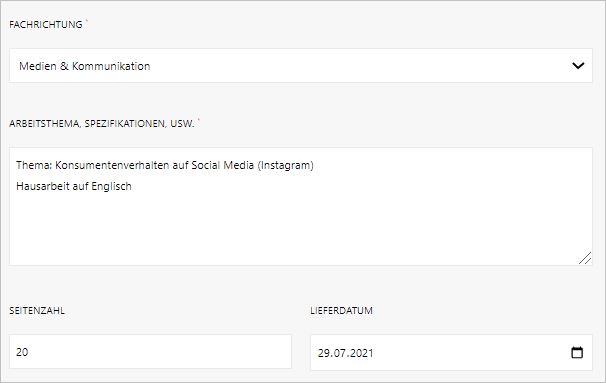 FACHRICHTUNG *
Medien & Kommunikation
ARBEITSTHEMA, SPEZIFIKATIONEN, USW. *
Thema: Konsumentenverhalten auf Social Media (Instagram)
Hausarbeit auf Englisch
SEITENZAHL
LIEFERDATUM
20
29.07.2021